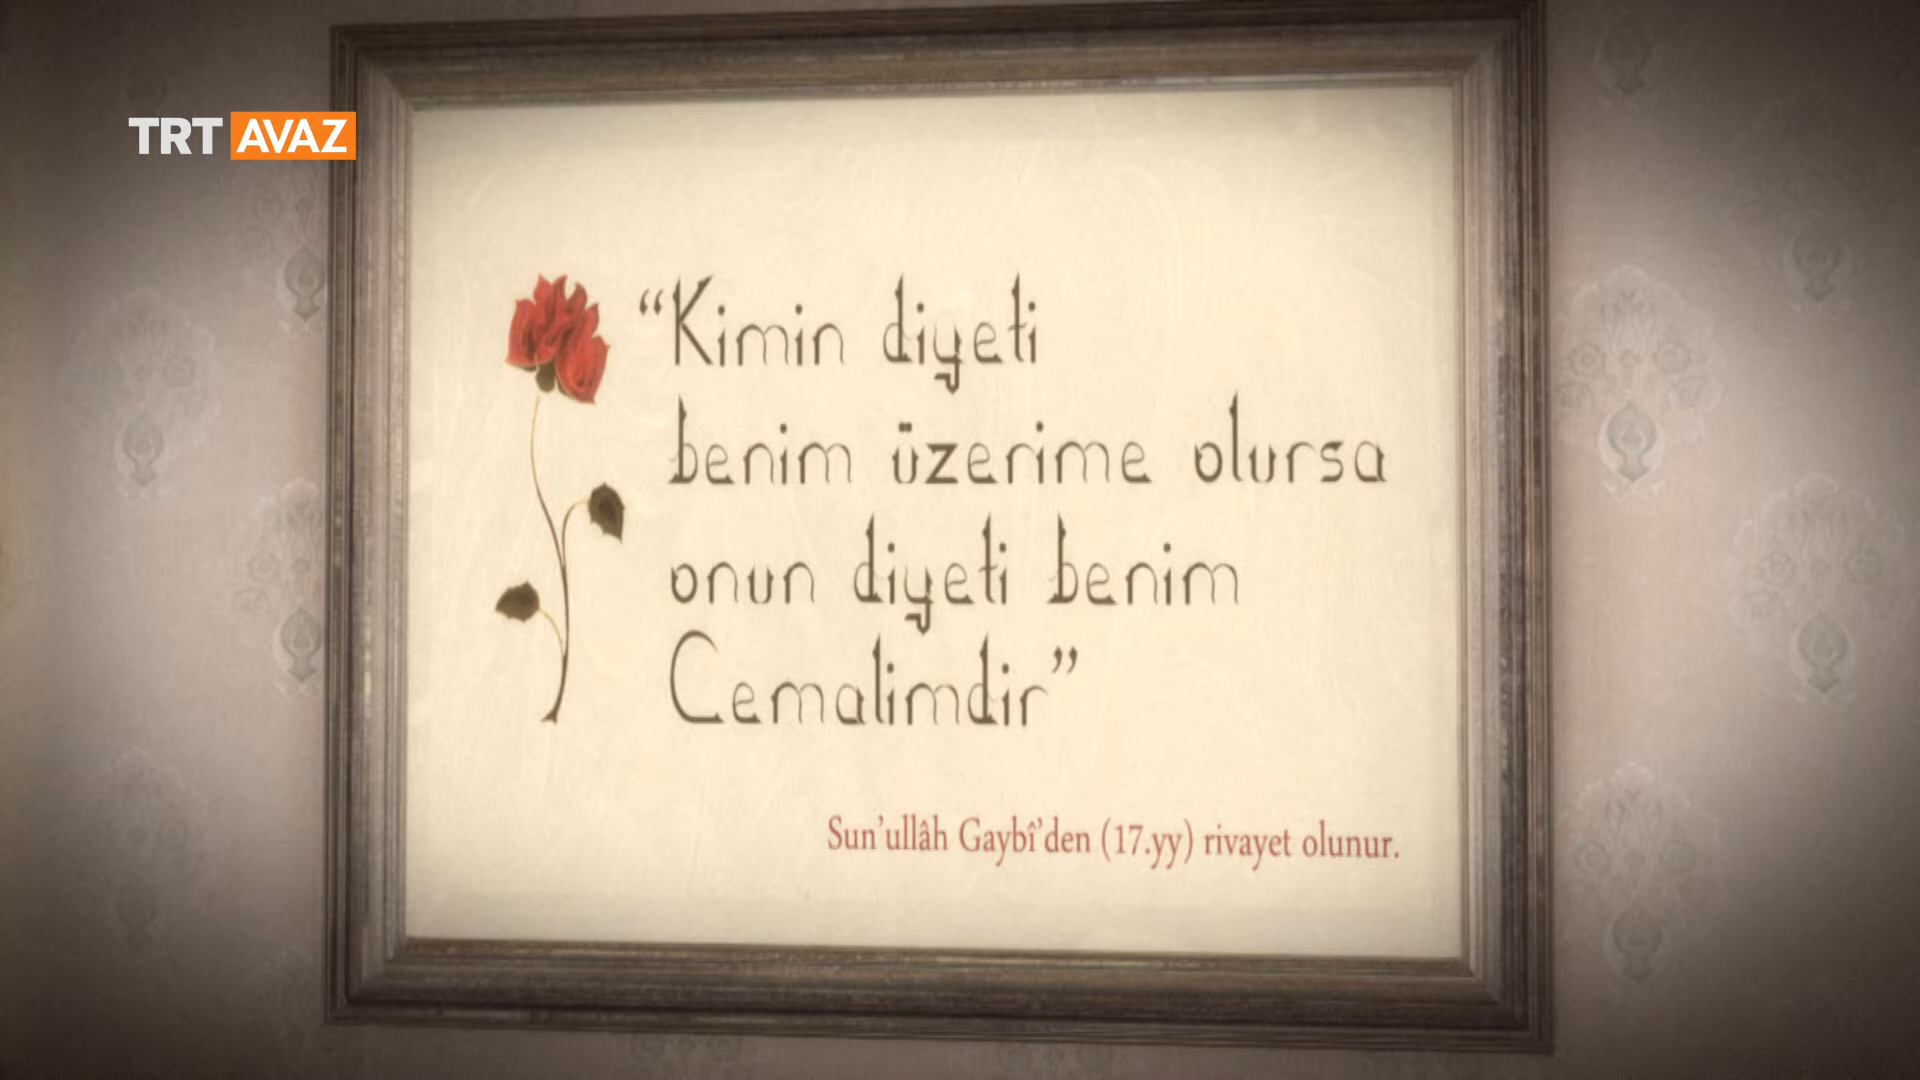 TRT AVAZ
“Kimin diyeti
benim üzerime olursa
onun diyeti benim
Cemalimdir”
Sun’ullâh Gaybî’den (17.yy) rivayet olunur.